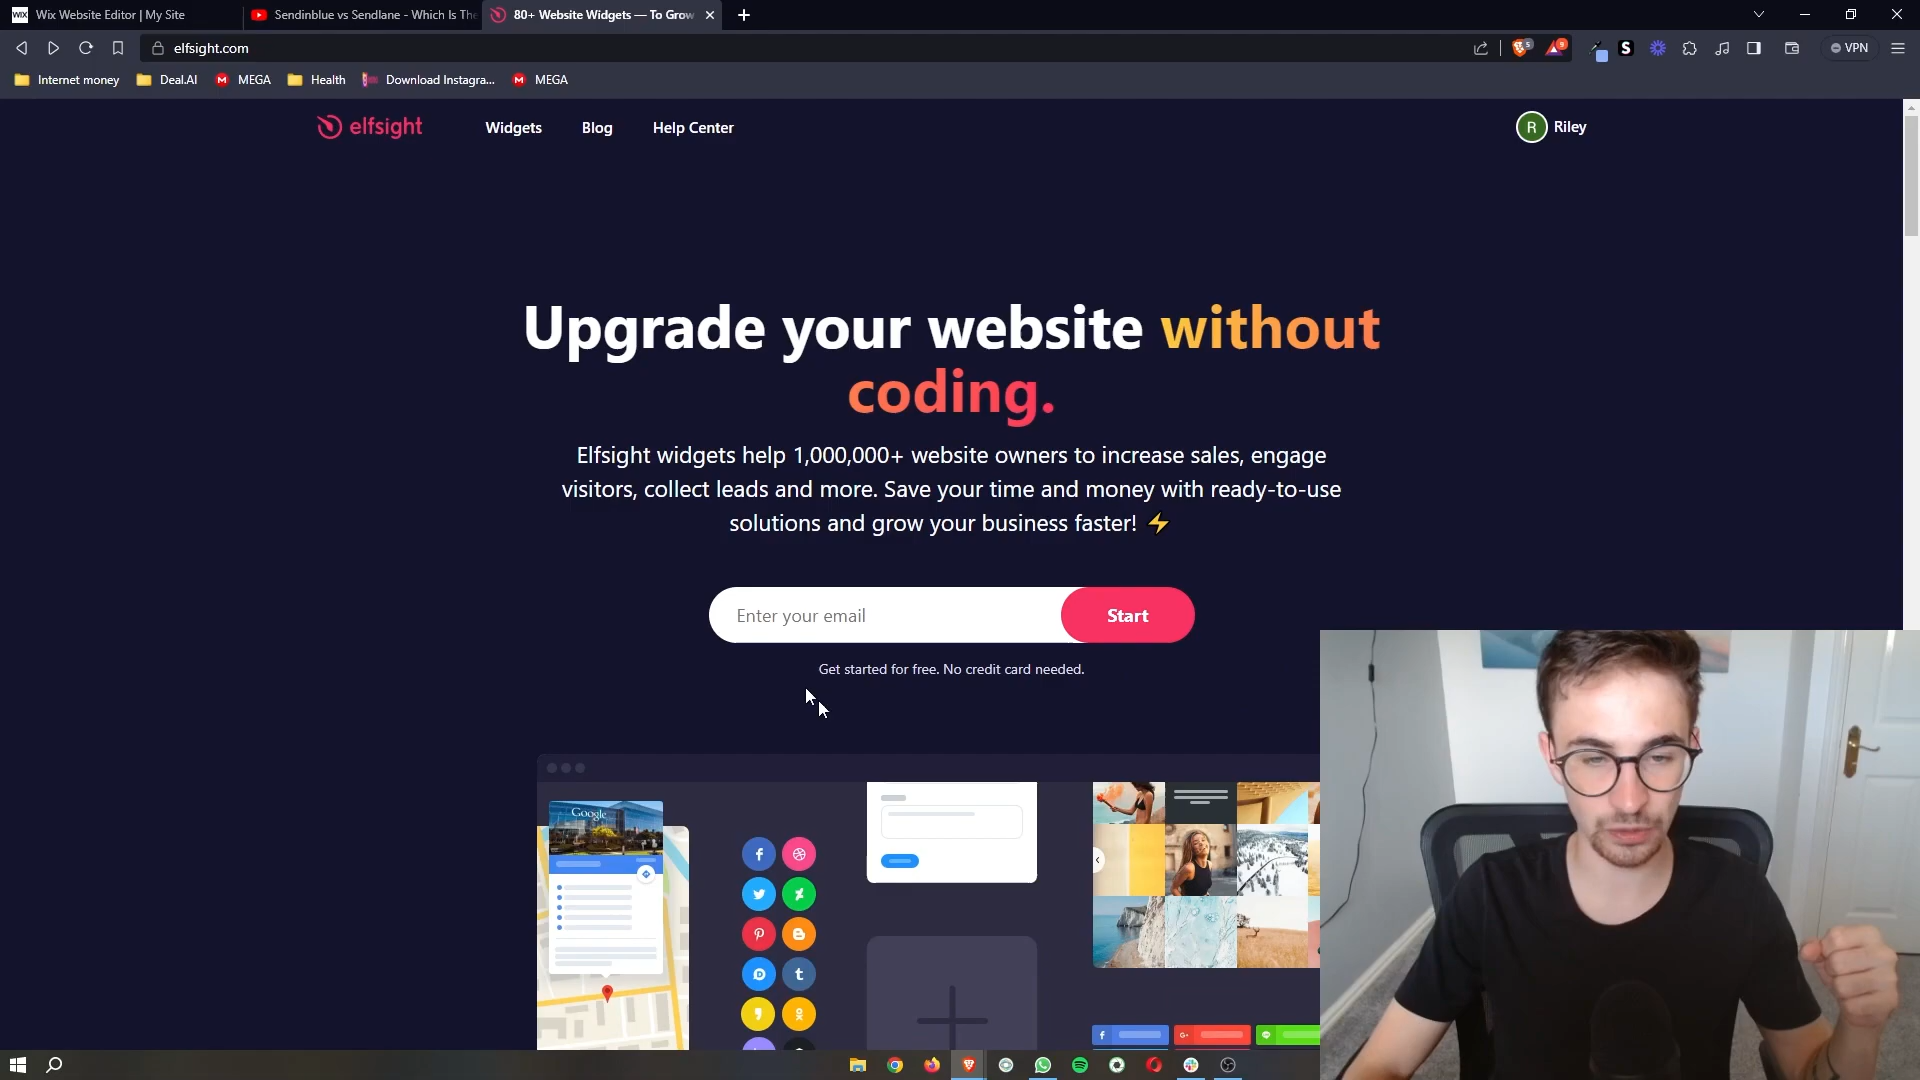 WIX Wix Website Editor | My Site
Sendinblue vs Sendlane - Which Is The
80+ Website Widgets — To Grow
elfsight.com
VPN
Internet money
Deal.AI
MEGA
Health
Download Instagra...
MEGA
elfsight
Widgets
Blog
Help Center
R
Riley
Upgrade your website without
coding.
Elfsight widgets help 1,000,000+ website owners to increase sales, engage
visitors, collect leads and more. Save your time and money with ready-to-use
solutions and grow your business faster!
Enter your email
Start
Get started for free. No credit card needed.
Google